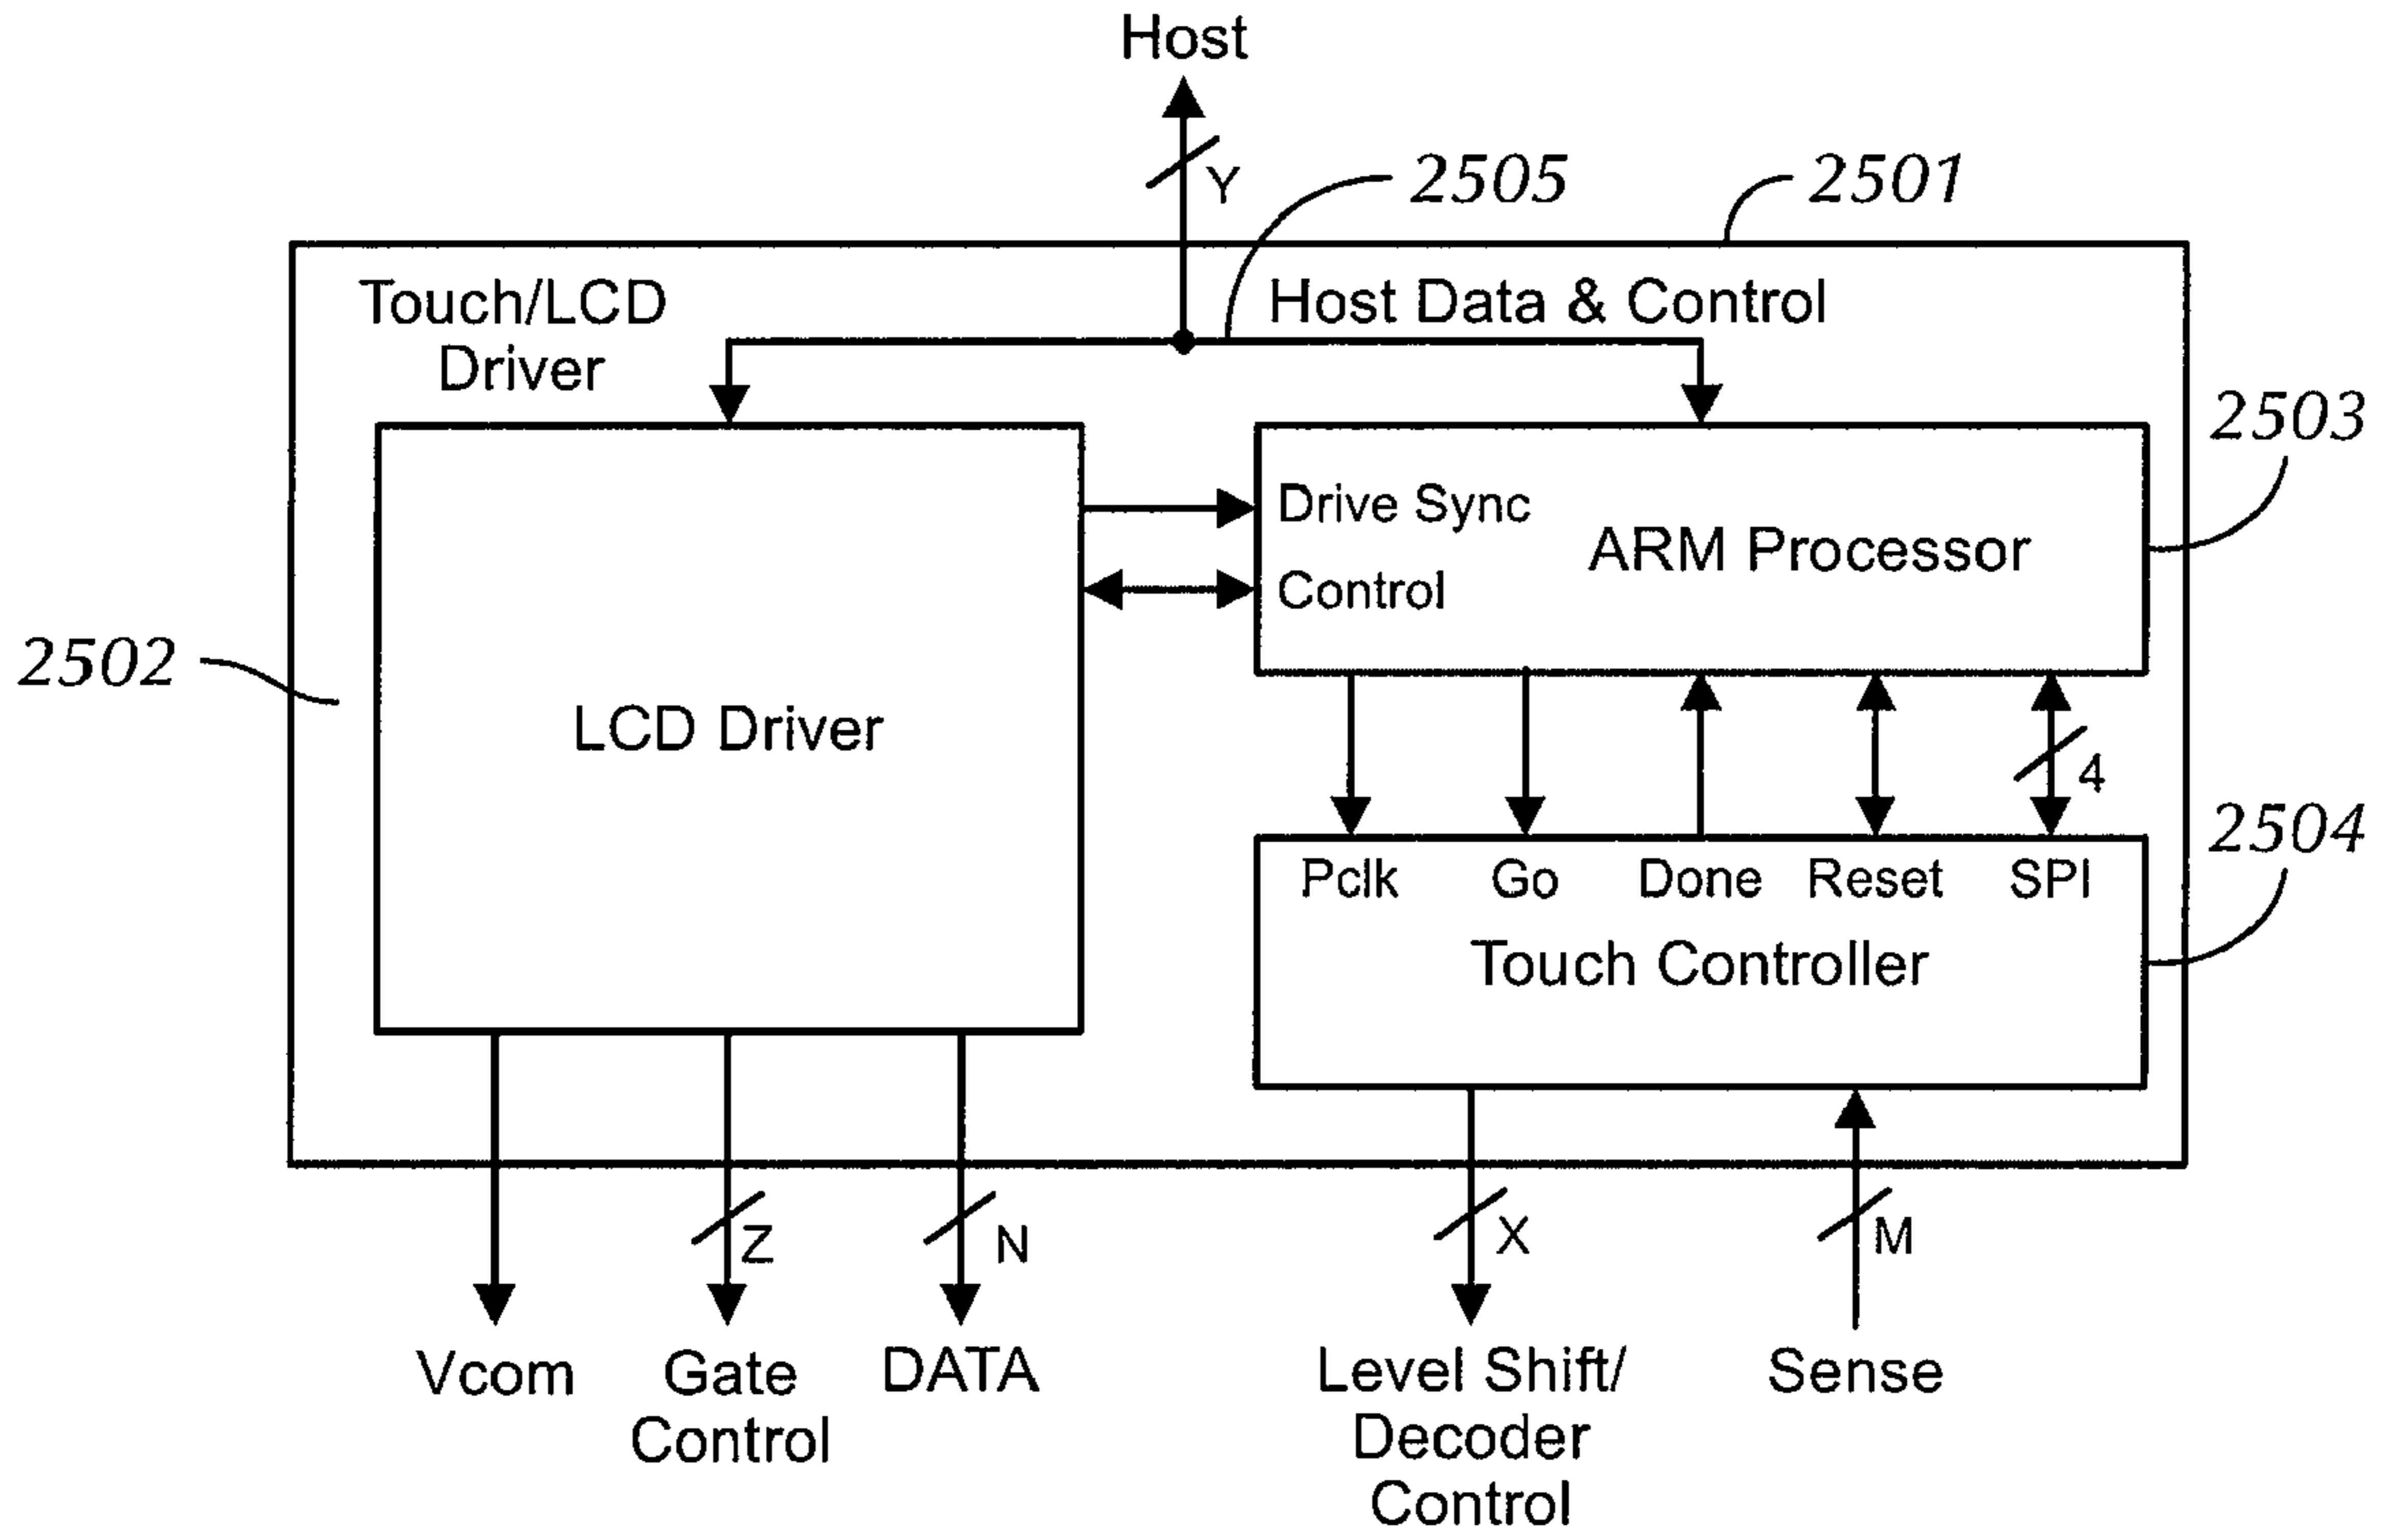 Host
Y
2505
2501
Touch/LCD
Driver
Host Data & Control
2503
Drive Sync
ARM Processor
Control
2502
LCD Driver
4
2504
Pclk Go Done Reset SPI
Touch Controller
Z N X M
Vcom
Gate
Control
DATA
Level Shift/
Decoder
Control
Sense